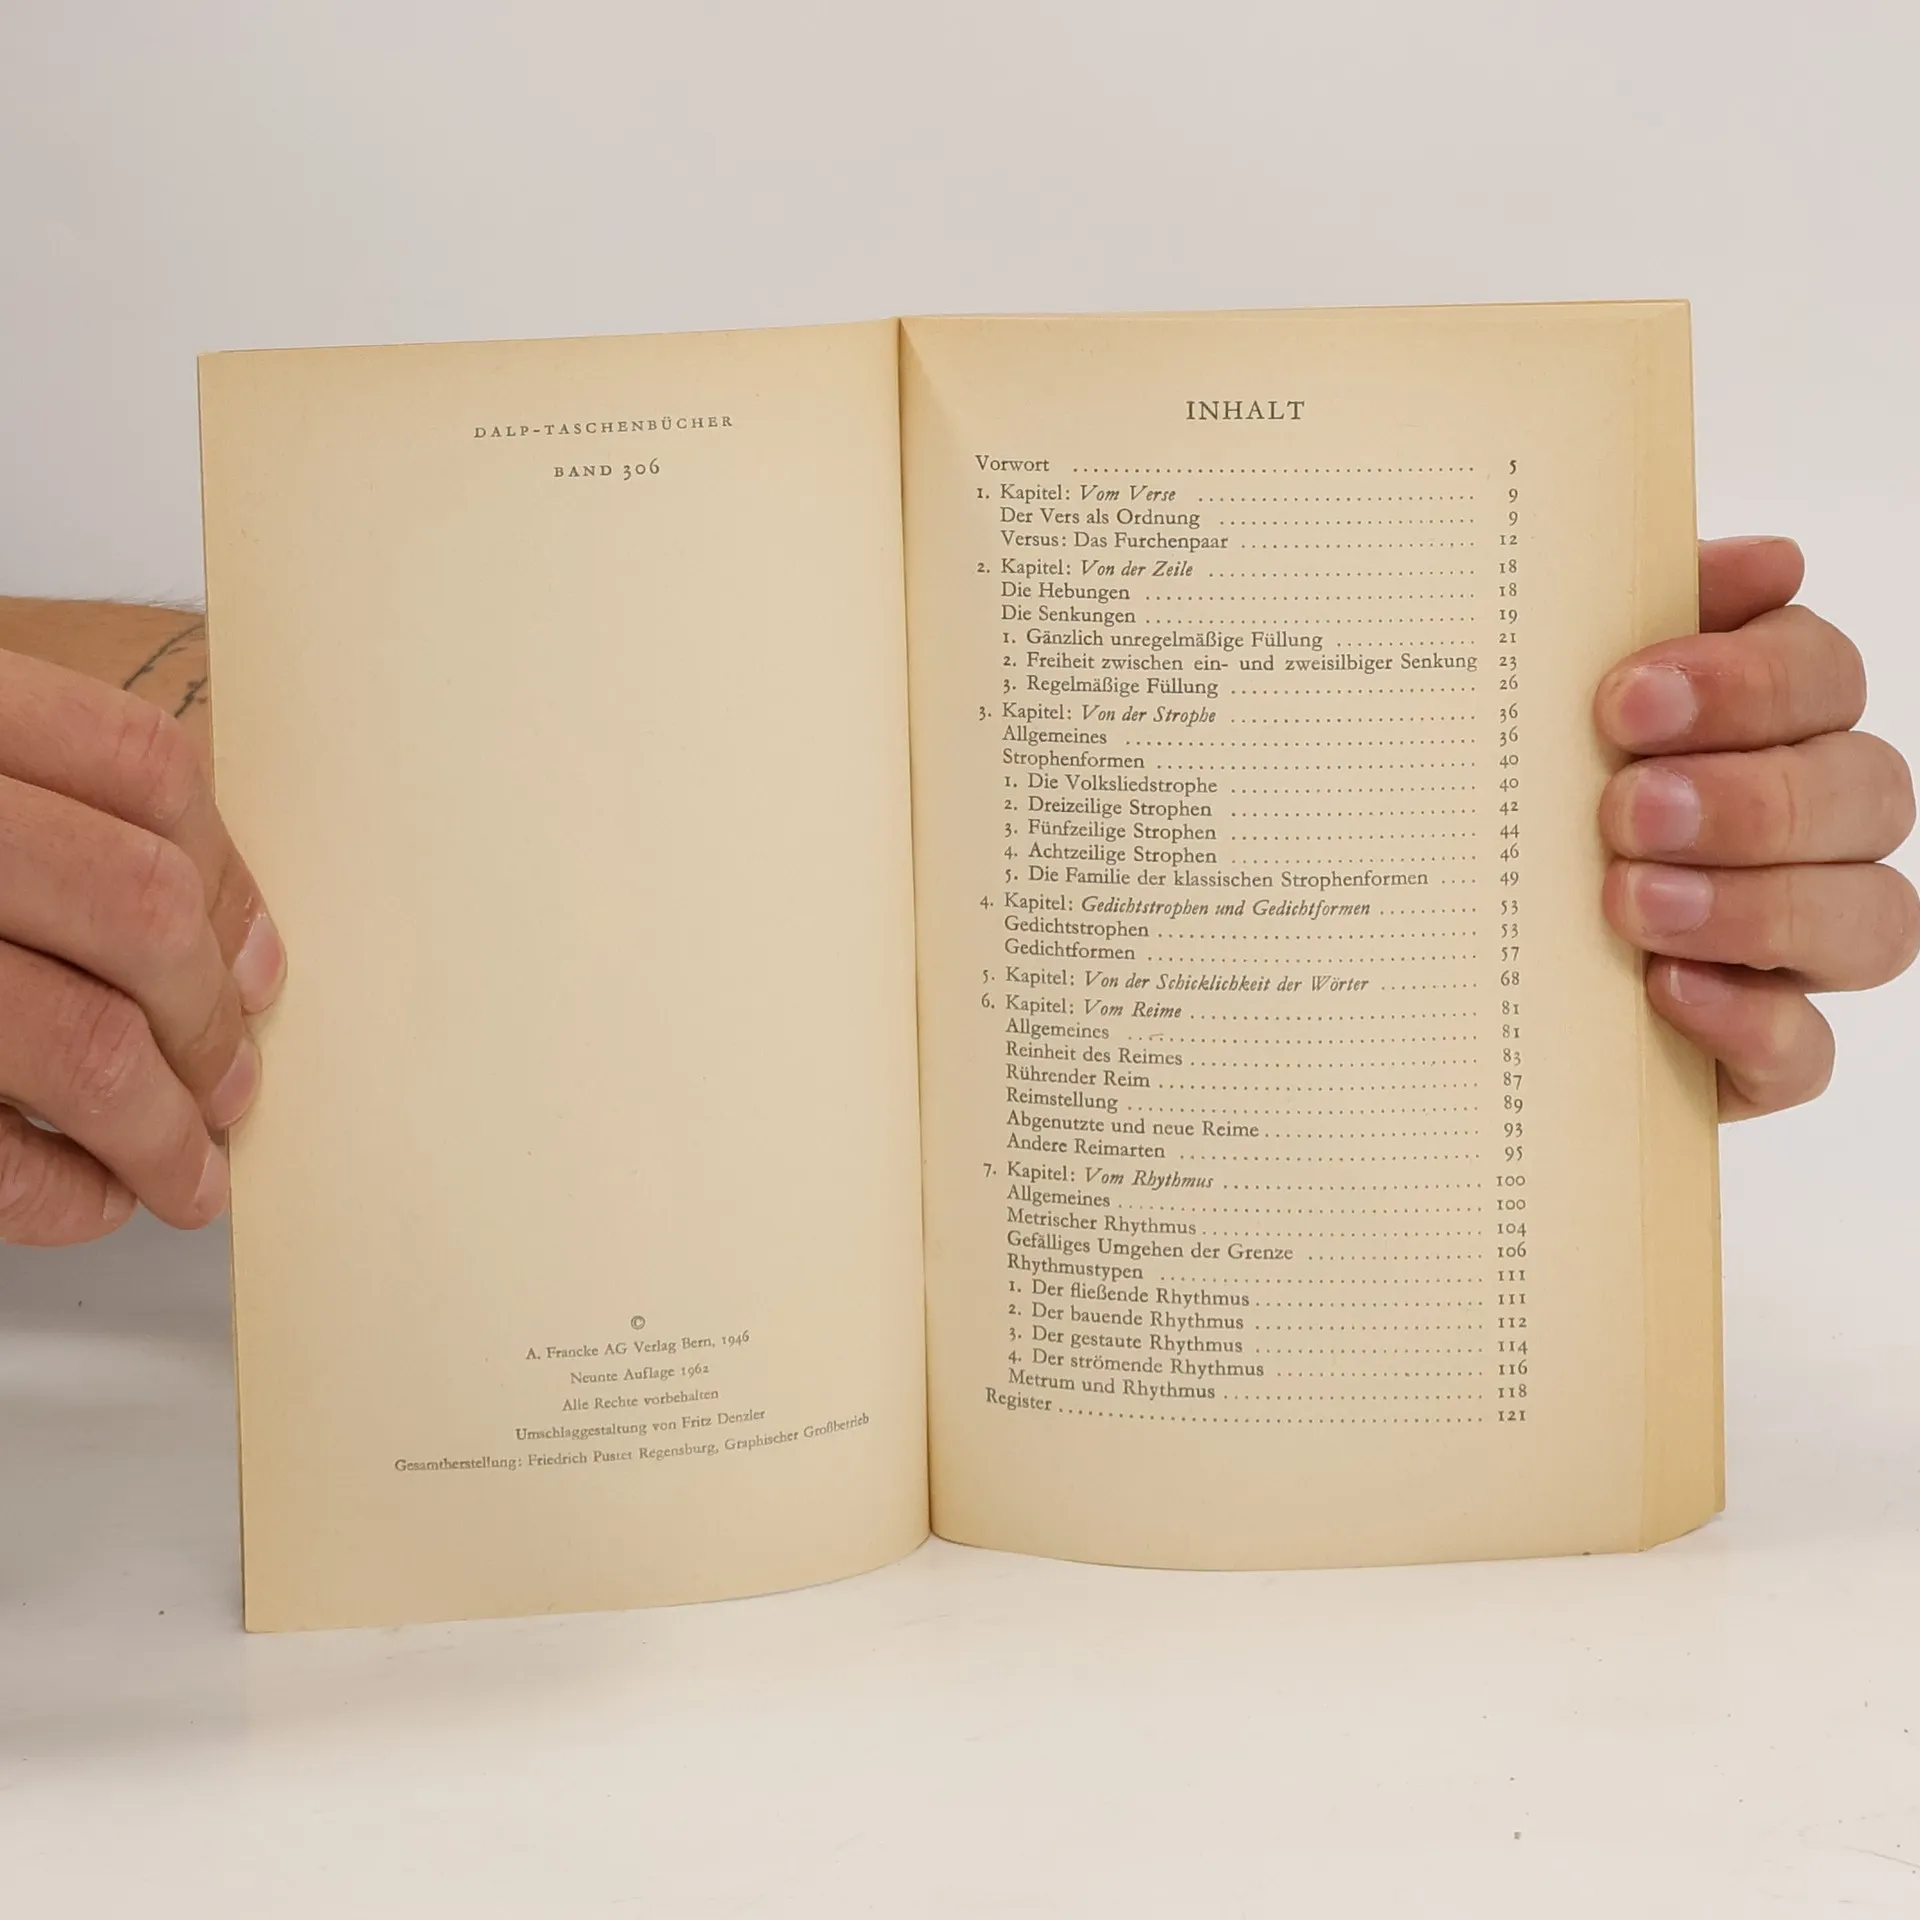 DALP-TASCHENBÜCHER
BAND 306
©
A. Francke AG Verlag Bern, 1946
Neunte Auflage 1962
Alle Rechte vorbehalten
Umschlaggestaltung von Fritz Denzler
Gesamtherstellung: Friedrich Pustet Regensburg, Graphischer Großbetrieb
INHALT
Vorwort ........................................ 5
1. Kapitel: Vom Verse ........................... 9
Der Vers als Ordnung ......................... 9
Versus: Das Furchenpaar ....................... 12
2. Kapitel: Von der Zeile .......................... 18
Die Hebungen ................................ 18
Die Senkungen ................................ 19
1. Gänzlich unregelmäßige Füllung .............. 21
2. Freiheit zwischen ein- und zweisilbiger Senkung 23
3. Regelmäßige Füllung ........................ 26
3. Kapitel: Von der Strophe ........................ 36
Allgemeines .................................. 36
Strophenformen ............................... 40
1. Die Volksliedstrophe ........................ 40
2. Dreizeilige Strophen ........................ 42
3. Fünfzeilige Strophen ........................ 44
4. Achtzeilige Strophen ........................ 46
5. Die Familie der klassischen Strophenformen .... 49
4. Kapitel: Gedichtstrophen und Gedichtformen .......... 53
Gedichtstrophen ............................... 53
Gedichtformen ................................ 57
5. Kapitel: Von der Schicklichkeit der Wörter .......... 68
6. Kapitel: Vom Reime ............................ 81
Allgemeines .................................. 81
Reinheit des Reimes ............................ 83
Rührender Reim ............................... 87
Reimstellung .................................. 89
Abgenutzte und neue Reime ..................... 93
Andere Reimarten ............................. 95
7. Kapitel: Vom Rhythmus ......................... 100
Allgemeines ................................... 100
Metrischer Rhythmus ........................... 104
Gefälliges Umgehen der Grenze ................. 106
Rhythmustypen ............................... 111
1. Der fließende Rhythmus ...................... 111
2. Der bauende Rhythmus ...................... 112
3. Der gestaute Rhythmus ...................... 114
4. Der strömende Rhythmus .................... 116
Metrum und Rhythmus ......................... 118
Register ......................................... 121